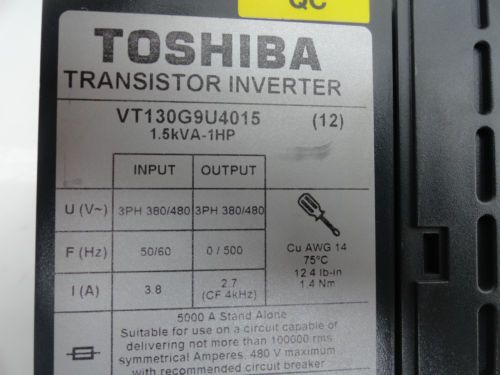 QC
TOSHIBA
TRANSISTOR INVERTER
VT130G9U4015 (12)
1.5kVA-1HP
INPUT OUTPUT
U (V~) 3PH 380/480 3PH 380/480
F (Hz) 50/60 0 / 500
I (A) 3.8 2.7
(CF 4kHz)
Cu AWG 14
75°C
12.4 lb-in
1.4 Nm
5000 A Stand Alone
Suitable for use on a circuit capable of
delivering not more than 100000 rms
symmetrical Amperes, 480 V maximum
with recommended circuit breaker